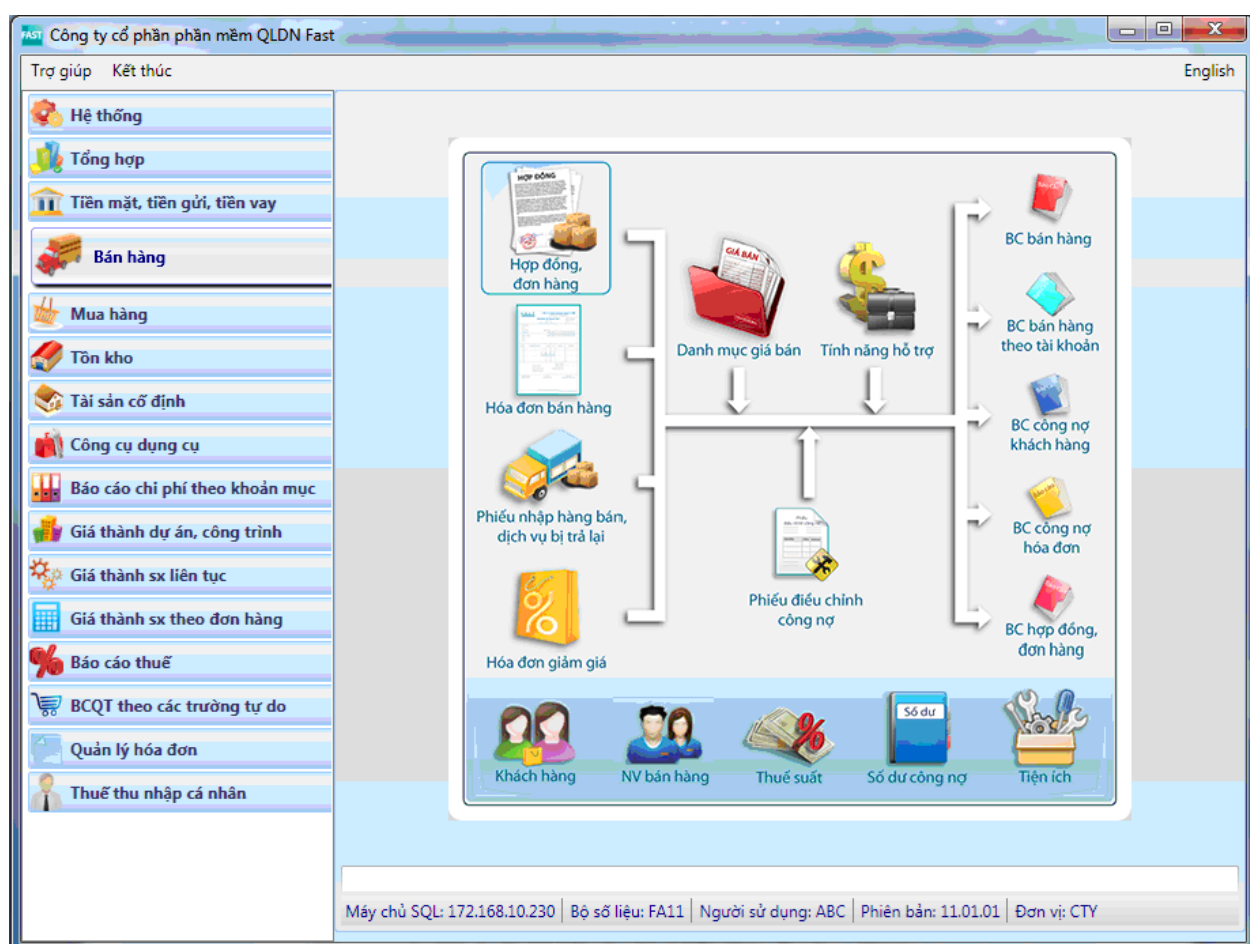 FAST Công ty cổ phần phần mềm QLDN Fast
Trợ giúp Kết thúc English
Hệ thống
Tổng hợp
Tiền mặt, tiền gửi, tiền vay
Bán hàng
Mua hàng
Tồn kho
Tài sản cố định
Công cụ dụng cụ
Báo cáo chi phí theo khoản mục
Giá thành dự án, công trình
Giá thành sx liên tục
Giá thành sx theo đơn hàng
Báo cáo thuế
BCQT theo các trường tự do
Quản lý hóa đơn
Thuế thu nhập cá nhân
HỢP ĐỒNG
Hợp đồng,
đơn hàng
Hóa đơn bán hàng
Phiếu nhập hàng bán,
dịch vụ bị trả lại
Hóa đơn giảm giá
GIÁ BÁN
Danh mục giá bán
Tính năng hỗ trợ
Phiếu điều chỉnh
công nợ
BC bán hàng
BC bán hàng
theo tài khoản
BC công nợ
khách hàng
BC công nợ
hóa đơn
BC hợp đồng,
đơn hàng
Khách hàng
NV bán hàng
Thuế suất
Số dư
Số dư công nợ
Tiện ích
Máy chủ SQL: 172.168.10.230 Bộ số liệu: FA11 Người sử dụng: ABC Phiên bản: 11.01.01 Đơn vị: CTY